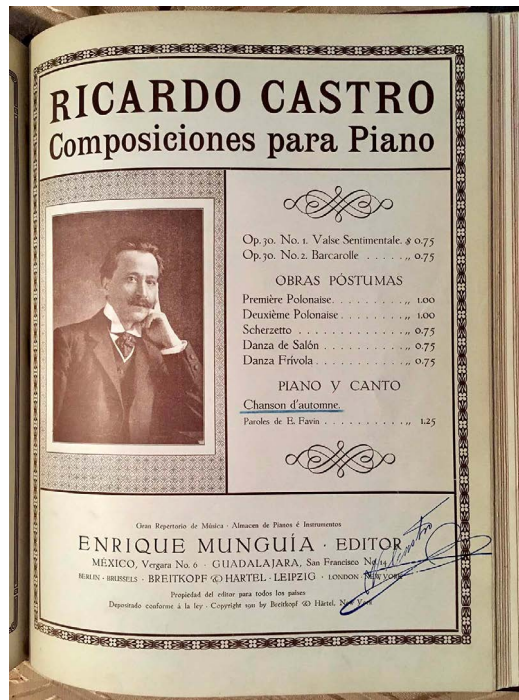 RICARDO CASTRO
Composiciones para Piano
Op. 30. No. 1. Valse Sentimentale. $ 0.75
Op. 30. No. 2. Barcarolle . . . . . „ 0.75
OBRAS PÓSTUMAS
Première Polonaise. . . . . . . . . „ 1.00
Deuxième Polonaise . . . . . . . . „ 1.00
Scherzetto . . . . . . . . . . . . . „ 0.75
Danza de Salón . . . . . . . . . . „ 0.75
Danza Frívola . . . . . . . . . . . „ 0.75
PIANO Y CANTO
Chanson d'automne.
Paroles de E. Favin . . . . . . . . . „ 1.25
Gran Repertorio de Música · Almacen de Pianos é Instrumentos
ENRIQUE MUNGUÍA · EDITOR
MÉXICO, Vergara No. 6 · GUADALAJARA, San Francisco No.
BERLIN · BRUSSELS · BREITKOPF & HÄRTEL · LEIPZIG · LONDON · NEW YORK
Propiedad del editor para todos los países
Depositado conforme á la ley · Copyright 1911 by Breitkopf & Härtel, New York